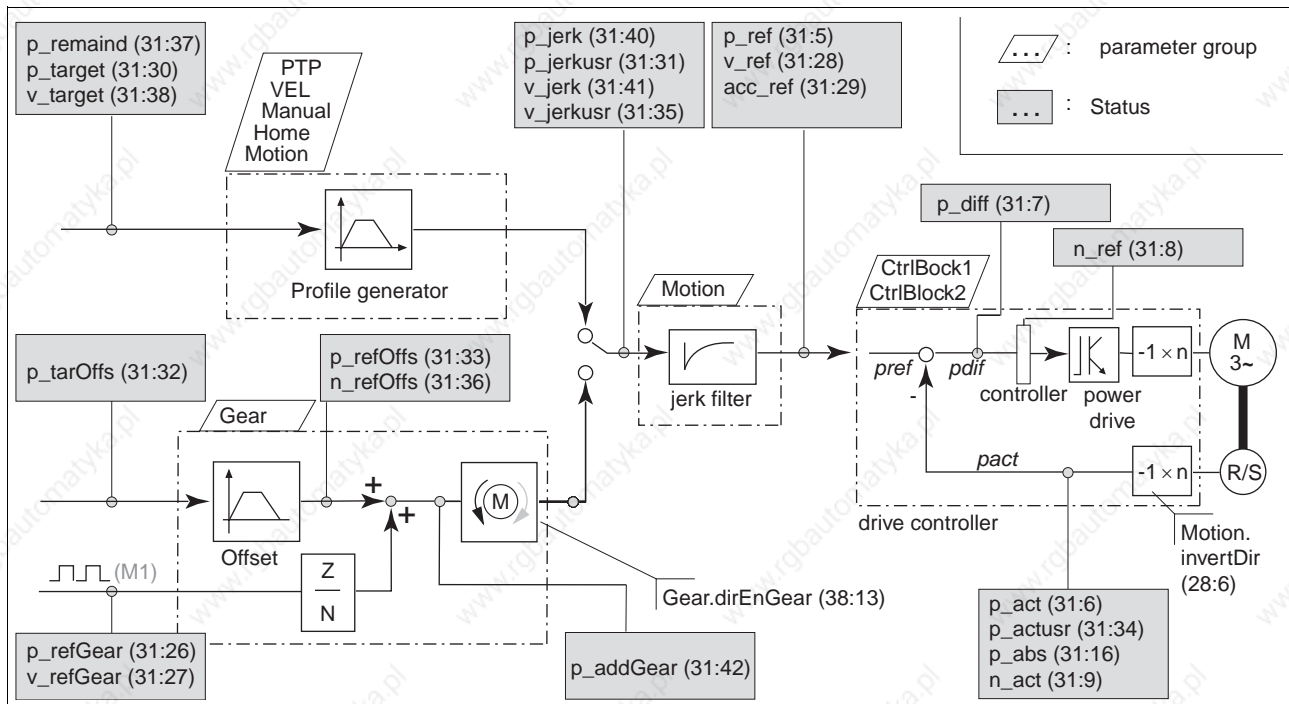 p_remaind (31:37)
p_target (31:30)
v_target (31:38)
PTP
VEL
Manual
Home
Motion
p_jerk (31:40)
p_jerkusr (31:31)
v_jerk (31:41)
v_jerkusr (31:35)
p_ref (31:5)
v_ref (31:28)
acc_ref (31:29)
... : parameter group
... : Status
Profile generator
p_diff (31:7)
n_ref (31:8)
Motion
jerk filter
CtrlBock1
CtrlBlock2
pref
-
pdif
controller
power
drive
-1 × n
M
3~
pact
-1 × n
R/S
drive controller
Motion.
invertDir
(28:6)
p_act (31:6)
p_actusr (31:34)
p_abs (31:16)
n_act (31:9)
p_tarOffs (31:32)
p_refOffs (31:33)
n_refOffs (31:36)
Gear
Offset
+
+
M
(M1)
Z
N
Gear.dirEnGear (38:13)
p_refGear (31:26)
v_refGear (31:27)
p_addGear (31:42)
www.rgbautomatyka.pl